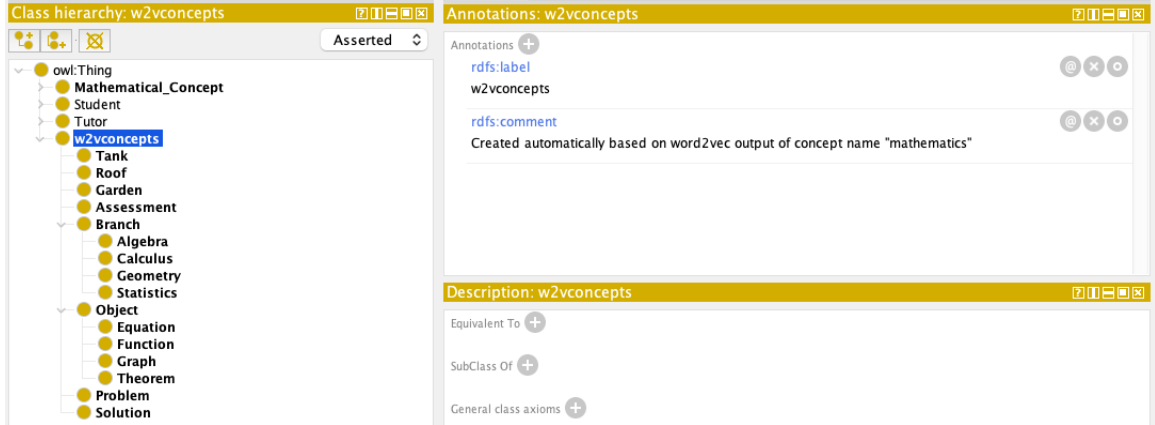 Class hierarchy: w2vconcepts
Asserted
owl:Thing
Mathematical_Concept
Student
Tutor
w2vconcepts
Tank
Roof
Garden
Assessment
Branch
Algebra
Calculus
Geometry
Statistics
Object
Equation
Function
Graph
Theorem
Problem
Solution
Annotations: w2vconcepts
Annotations
rdfs:label
w2vconcepts
rdfs:comment
Created automatically based on word2vec output of concept name "mathematics"
Description: w2vconcepts
Equivalent To
SubClass Of
General class axioms